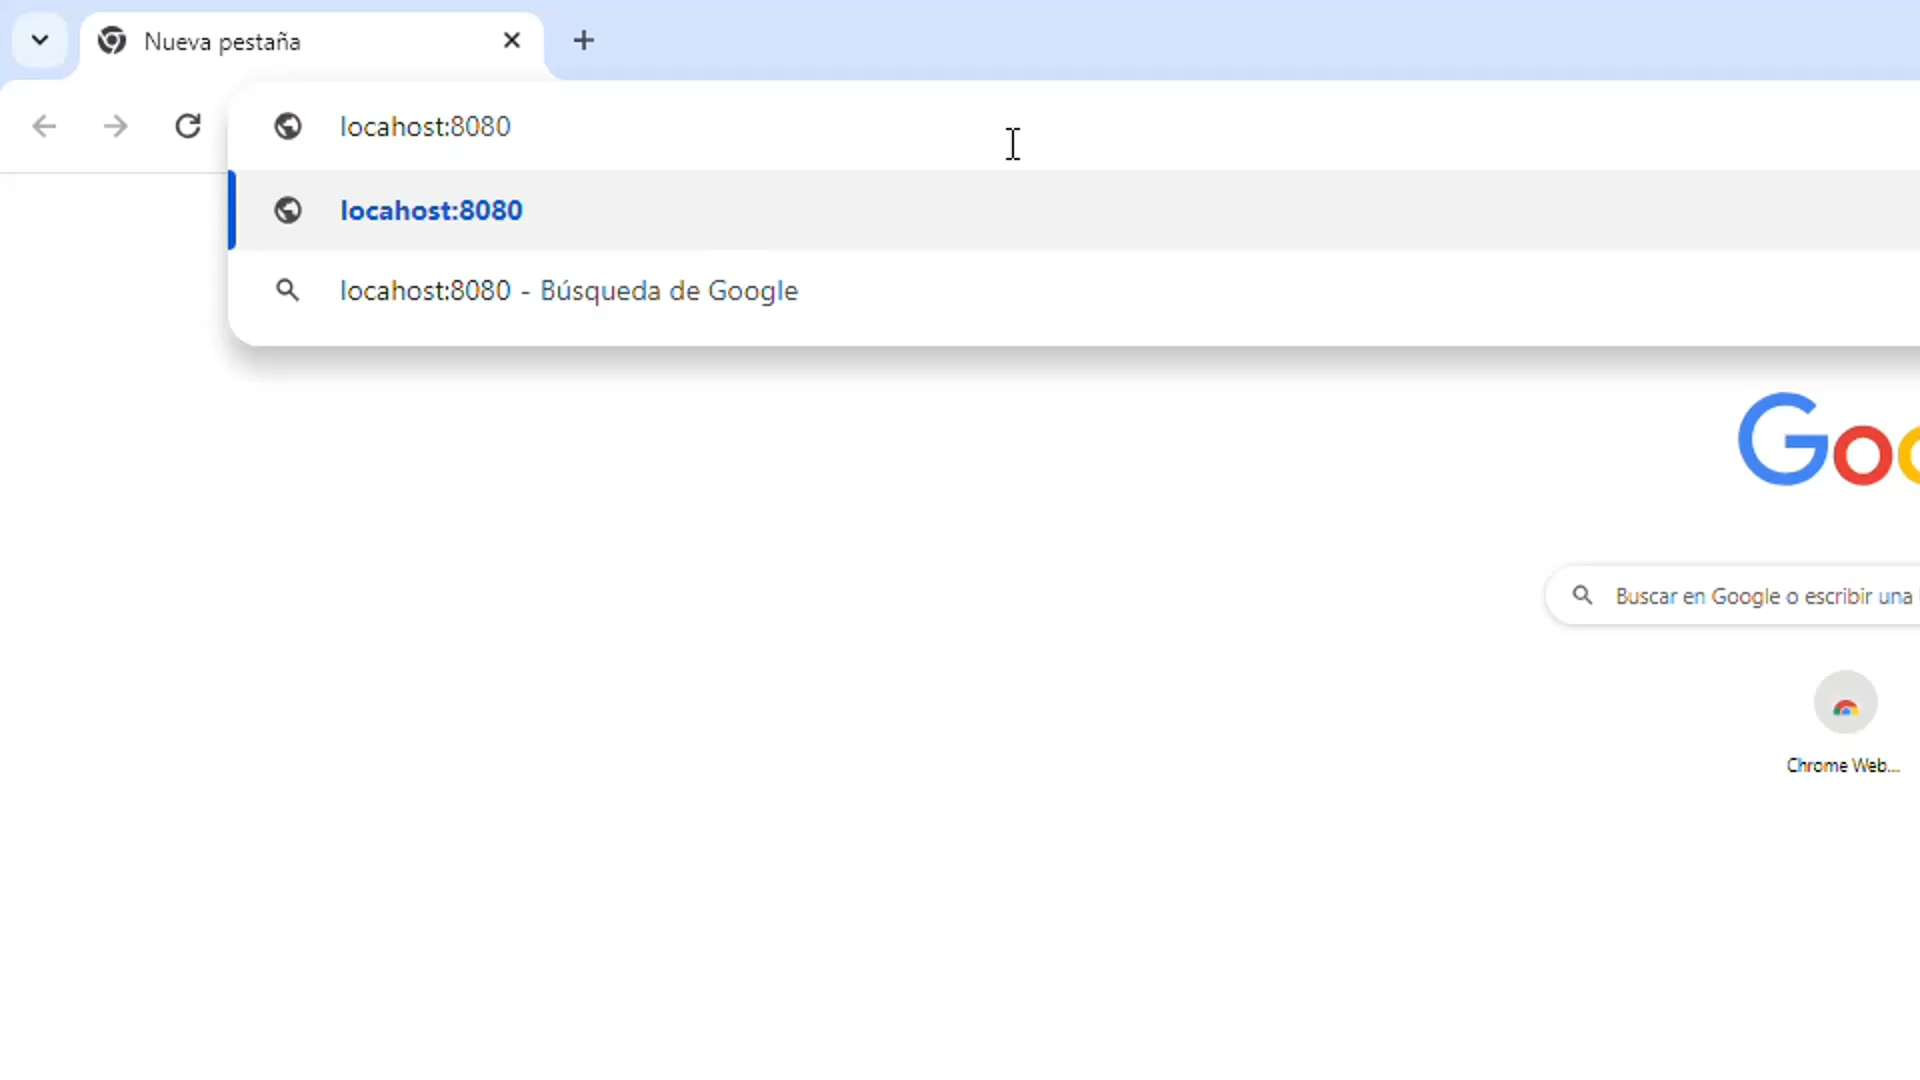 Nueva pestaña
locahost:8080
locahost:8080
locahost:8080 - Búsqueda de Google
Goo
Buscar en Google o escribir una
Chrome Web...